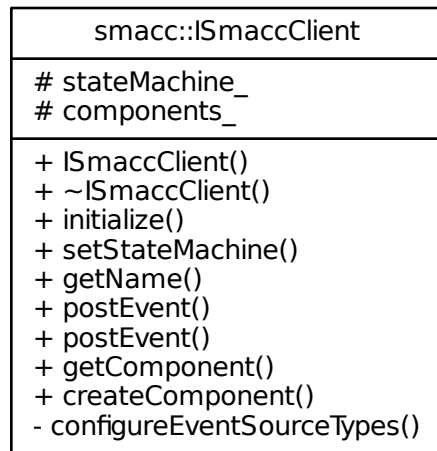 smacc::ISmaccClient
# stateMachine_
# components_
+ ISmaccClient()
+ ~ISmaccClient()
+ initialize()
+ setStateMachine()
+ getName()
+ postEvent()
+ postEvent()
+ getComponent()
+ createComponent()
- configureEventSourceTypes()